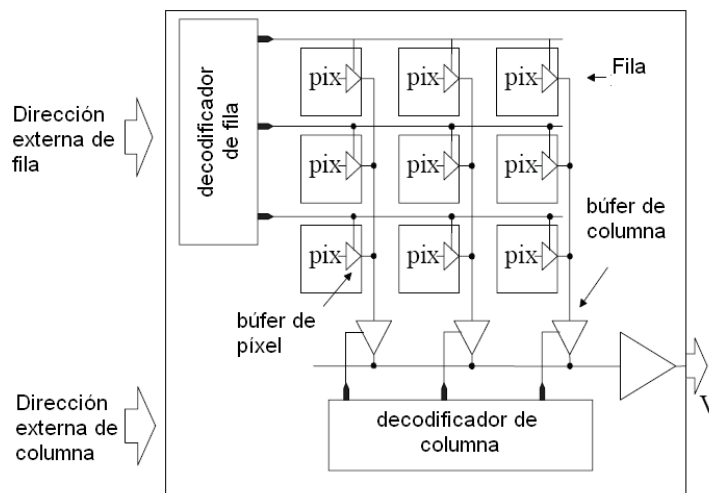 Dirección
externa de
fila
decodificador
de fila
pix
pix
pix
Fila
pix
pix
pix
búfer de
columna
pix
pix
pix
búfer de
píxel
Dirección
externa de
columna
decodificador de
columna
V